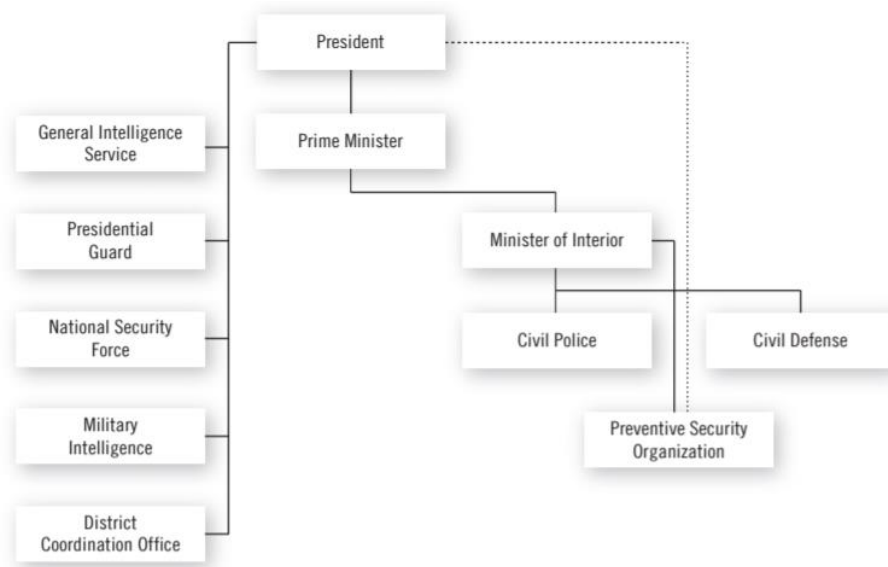 President
General Intelligence
Service
Prime Minister
Presidential
Guard
Minister of Interior
National Security
Force
Civil Police
Civil Defense
Military
Intelligence
Preventive Security
Organization
District
Coordination Office